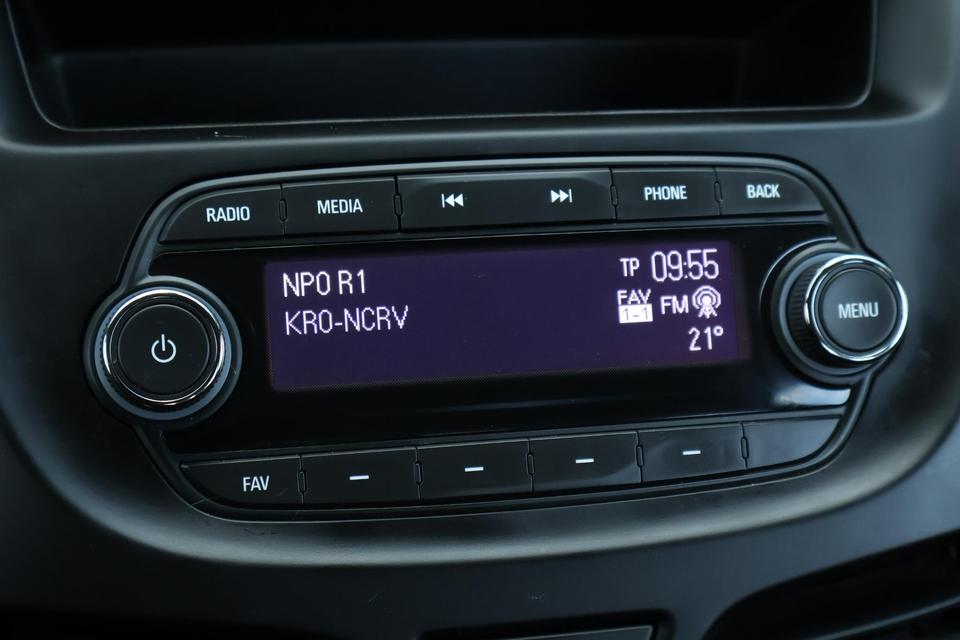 RADIO MEDIA PHONE BACK
NPO R1 TP 09:55
KRO-NCRV FAV 1-1 FM
21°
MENU
FAV